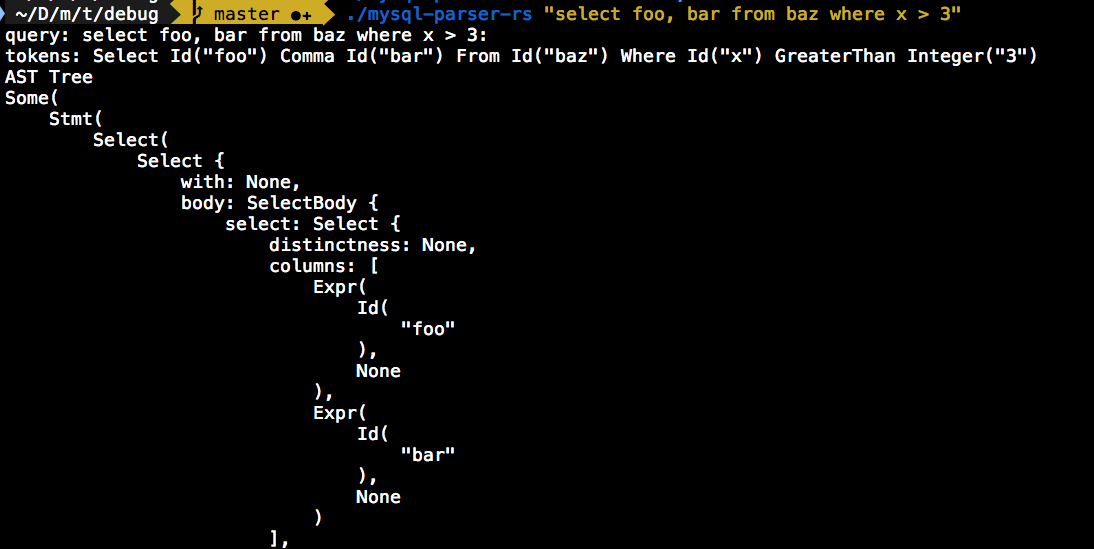 ~/D/m/t/debug master ●+ ./mysql-parser-rs "select foo, bar from baz where x > 3"
query: select foo, bar from baz where x > 3:
tokens: Select Id("foo") Comma Id("bar") From Id("baz") Where Id("x") GreaterThan Integer("3")
AST Tree
Some(
    Stmt(
        Select(
            Select {
                with: None,
                body: SelectBody {
                    select: Select {
                        distinctness: None,
                        columns: [
                            Expr(
                                Id(
                                    "foo"
                                ),
                                None
                            ),
                            Expr(
                                Id(
                                    "bar"
                                ),
                                None
                            )
                        ],